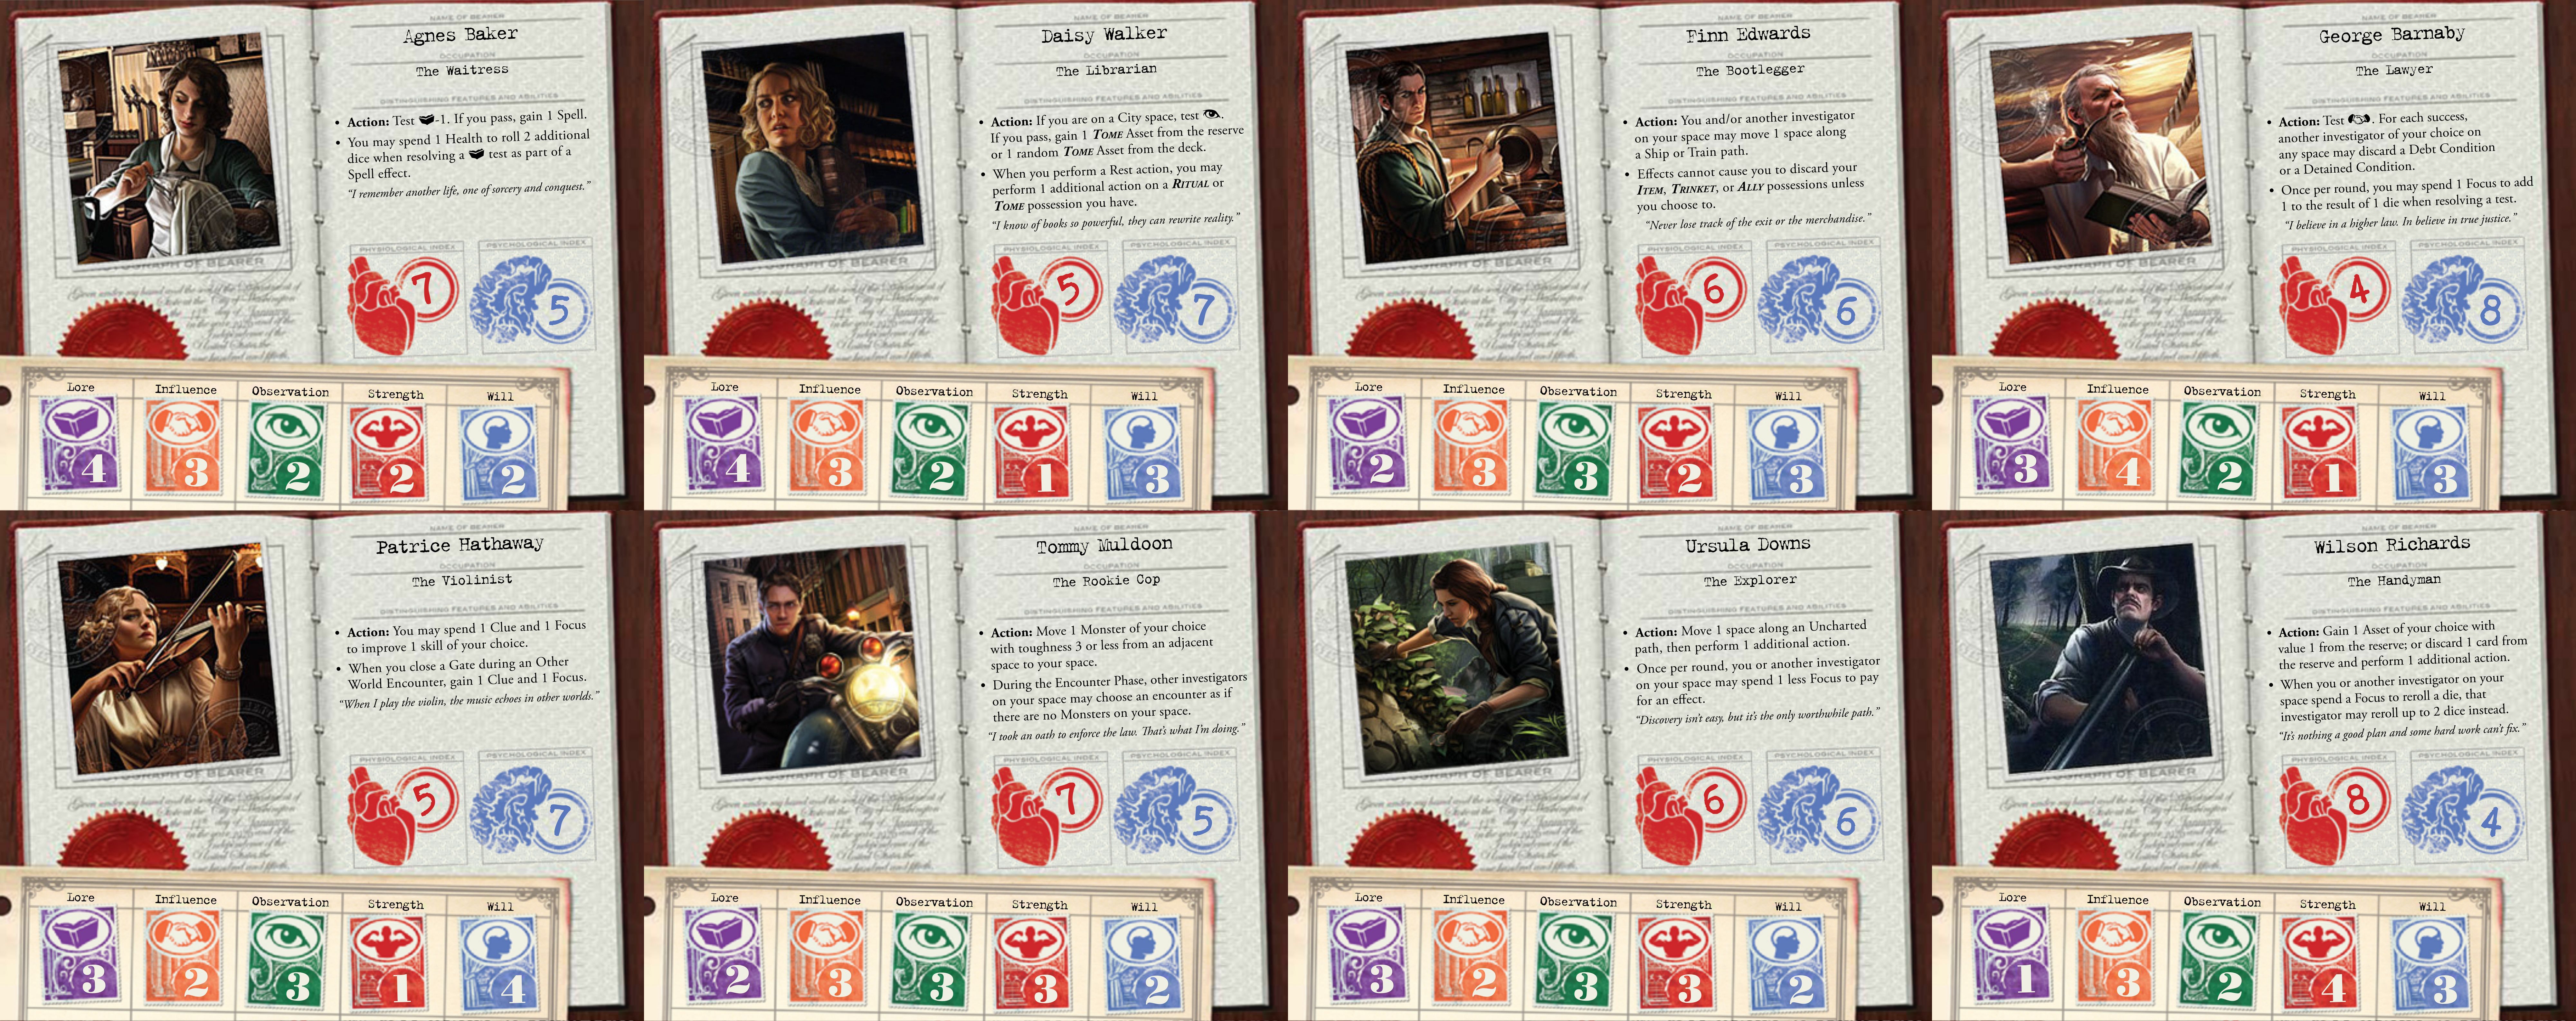 NAME OF BEARER
Agnes Baker
OCCUPATION
The Waitress
DISTINGUISHING FEATURES AND ABILITIES
• Action: Test -1. If you pass, gain 1 Spell.
• You may spend 1 Health to roll 2 additional
dice when resolving a test as part of a
Spell effect.
"I remember another life, one of sorcery and conquest."
PHYSIOLOGICAL INDEX
PSYCHOLOGICAL INDEX
7
5
OF BEARER
Lore Influence Observation Strength Will
4 3 2 2 2
NAME OF BEARER
Daisy Walker
OCCUPATION
The Librarian
DISTINGUISHING FEATURES AND ABILITIES
• Action: If you are on a City space, test .
If you pass, gain 1 TOME Asset from the reserve
or 1 random TOME Asset from the deck.
• When you perform a Rest action, you may
perform 1 additional action on a RITUAL or
TOME possession you have.
"I know of books so powerful, they can rewrite reality."
PHYSIOLOGICAL INDEX
PSYCHOLOGICAL INDEX
5
7
OF BEARER
Lore Influence Observation Strength Will
4 3 2 1 3
NAME OF BEARER
Finn Edwards
OCCUPATION
The Bootlegger
DISTINGUISHING FEATURES AND ABILITIES
• Action: You and/or another investigator
on your space may move 1 space along
a Ship or Train path.
• Effects cannot cause you to discard your
ITEM, TRINKET, or ALLY possessions unless
you choose to.
"Never lose track of the exit or the merchandise."
PHYSIOLOGICAL INDEX
PSYCHOLOGICAL INDEX
6
6
OF BEARER
Lore Influence Observation Strength Will
2 3 3 2 3
NAME OF BEARER
George Barnaby
OCCUPATION
The Lawyer
DISTINGUISHING FEATURES AND ABILITIES
• Action: Test . For each success,
another investigator of your choice on
any space may discard a Debt Condition
or a Detained Condition.
• Once per round, you may spend 1 Focus to add
1 to the result of 1 die when resolving a test.
"I believe in a higher law. In believe in true justice."
PHYSIOLOGICAL INDEX
PSYCHOLOGICAL INDEX
4
8
OF BEARER
Lore Influence Observation Strength Will
3 4 2 1 3
NAME OF BEARER
Patrice Hathaway
OCCUPATION
The Violinist
DISTINGUISHING FEATURES AND ABILITIES
• Action: You may spend 1 Clue and 1 Focus
to improve 1 skill of your choice.
• When you close a Gate during an Other
World Encounter, gain 1 Clue and 1 Focus.
"When I play the violin, the music echoes in other worlds."
PHYSIOLOGICAL INDEX
PSYCHOLOGICAL INDEX
5
7
OF BEARER
Lore Influence Observation Strength Will
3 2 3 1 4
NAME OF BEARER
Tommy Muldoon
OCCUPATION
The Rookie Cop
DISTINGUISHING FEATURES AND ABILITIES
• Action: Move 1 Monster of your choice
with toughness 3 or less from an adjacent
space to your space.
• During the Encounter Phase, other investigators
on your space may choose an encounter as if
there are no Monsters on your space.
"I took an oath to enforce the law. That's what I'm doing."
PHYSIOLOGICAL INDEX
PSYCHOLOGICAL INDEX
7
5
OF BEARER
Lore Influence Observation Strength Will
2 3 3 3 2
NAME OF BEARER
Ursula Downs
OCCUPATION
The Explorer
DISTINGUISHING FEATURES AND ABILITIES
• Action: Move 1 space along an Uncharted
path, then perform 1 additional action.
• Once per round, you or another investigator
on your space may spend 1 less Focus to pay
for an effect.
"Discovery isn't easy, but it's the only worthwhile path."
PHYSIOLOGICAL INDEX
PSYCHOLOGICAL INDEX
6
6
OF BEARER
Lore Influence Observation Strength Will
3 2 3 3 2
NAME OF BEARER
Wilson Richards
OCCUPATION
The Handyman
DISTINGUISHING FEATURES AND ABILITIES
• Action: Gain 1 Asset of your choice with
value 1 from the reserve; or discard 1 card from
the reserve and perform 1 additional action.
• When you or another investigator on your
space spend a Focus to reroll a die, that
investigator may reroll up to 2 dice instead.
"It's nothing a good plan and some hard work can't fix."
PHYSIOLOGICAL INDEX
PSYCHOLOGICAL INDEX
8
4
OF BEARER
Lore Influence Observation Strength Will
1 3 2 4 3